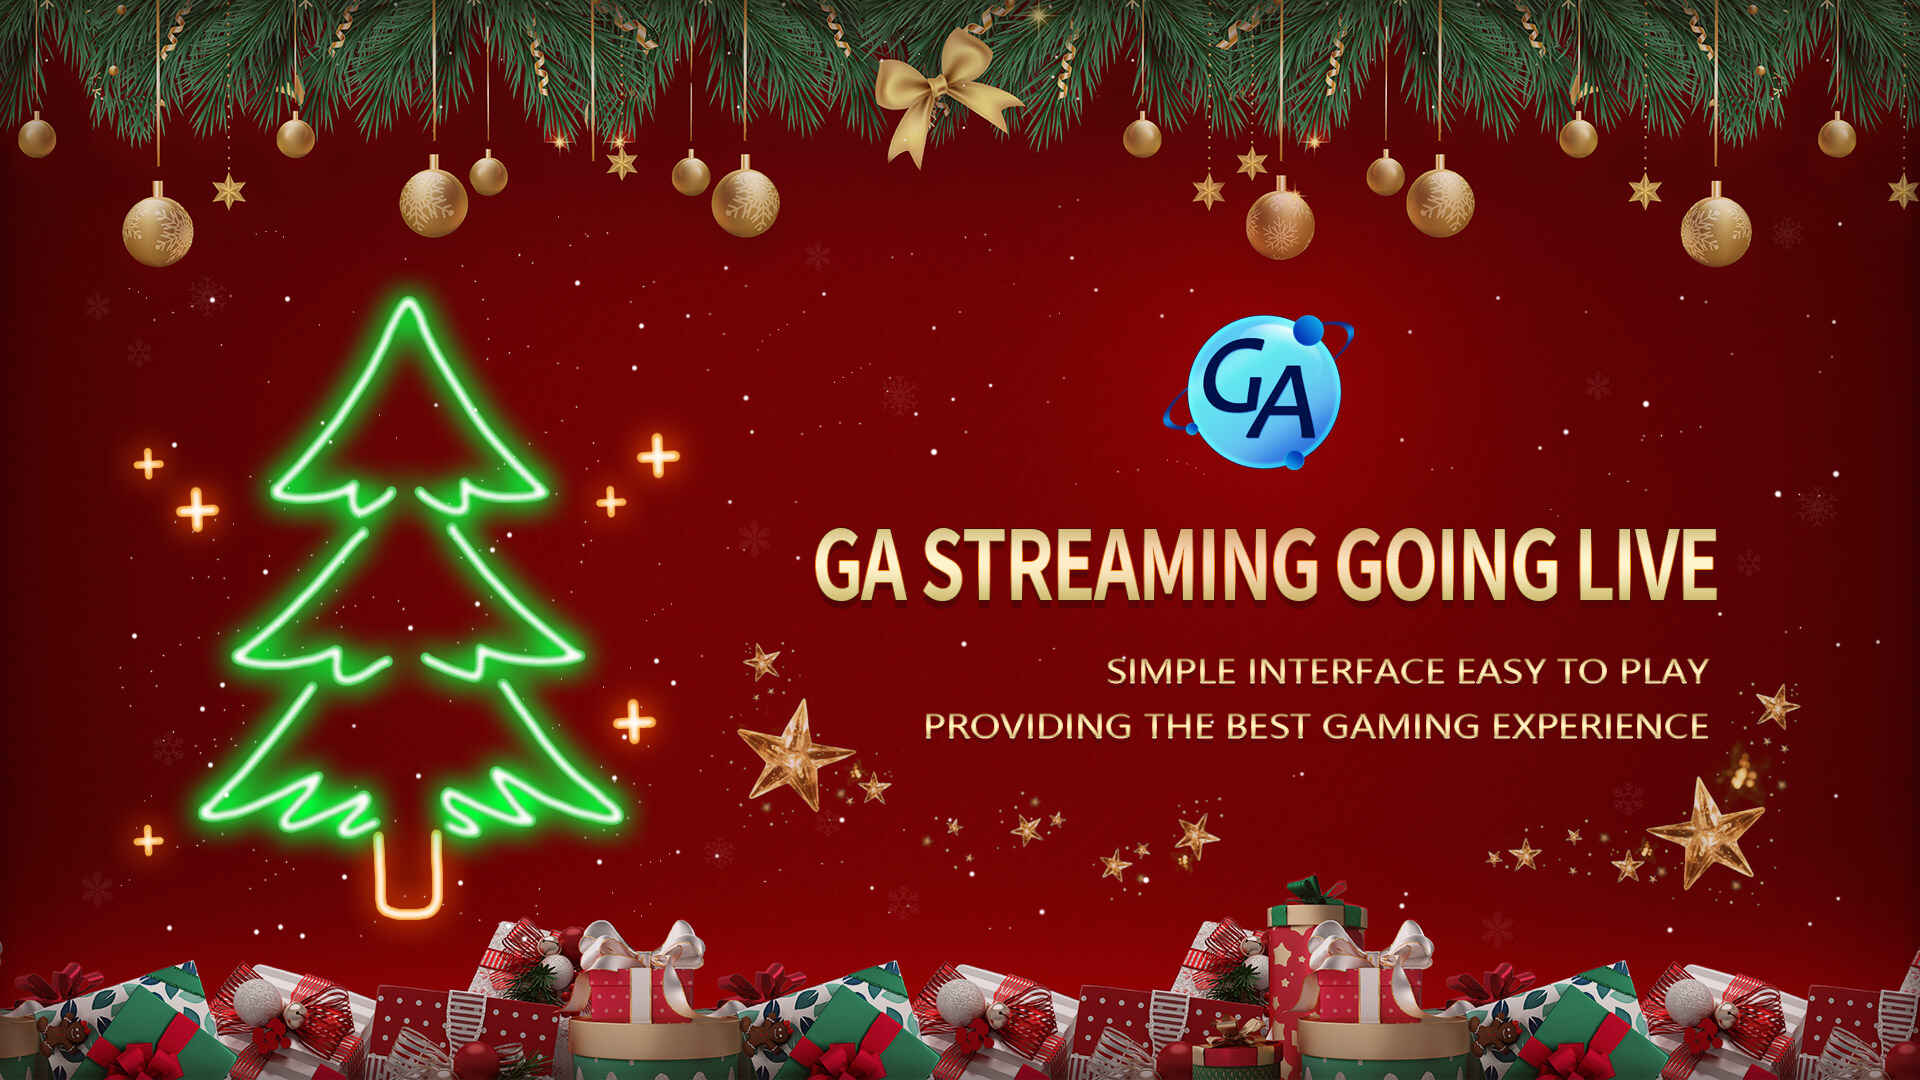 GA
GA STREAMING GOING LIVE
SIMPLE INTERFACE EASY TO PLAY
PROVIDING THE BEST GAMING EXPERIENCE